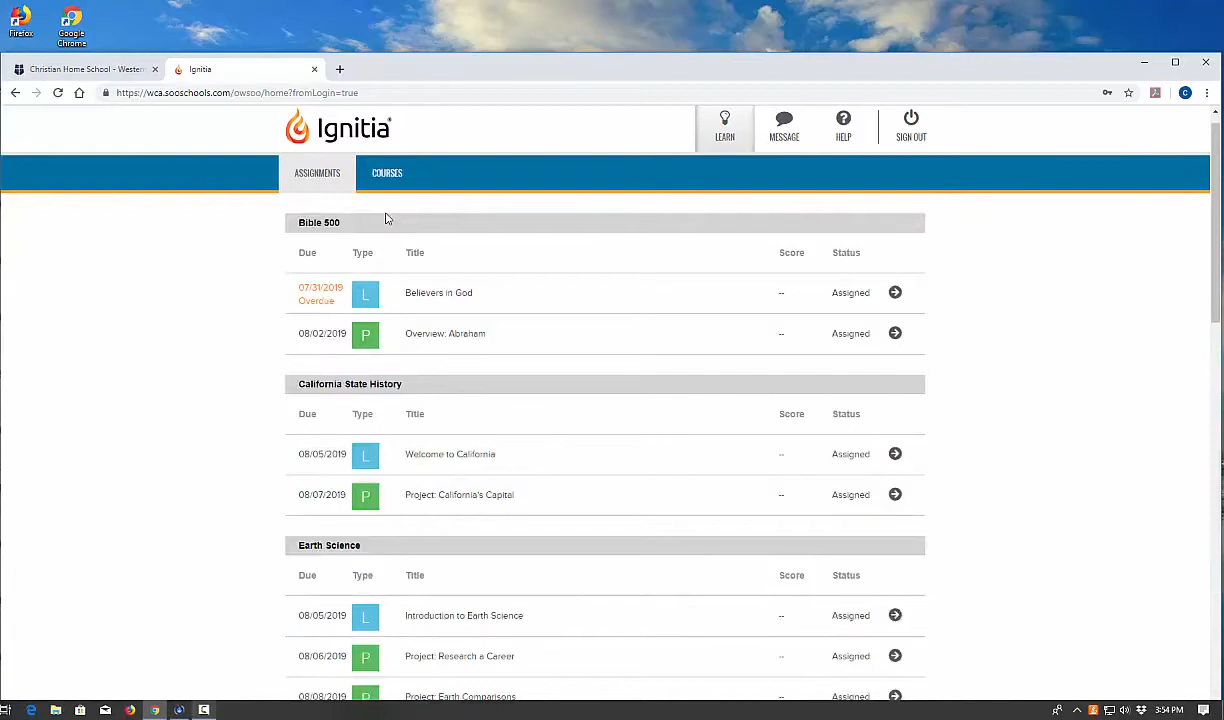 Firefox
Google
Chrome
Christian Home School - Wester
Ignitia
https://wca.sooschools.com/owsoo/home?fromLogin=true
C
Ignitia
LEARN
MESSAGE
HELP
SIGN OUT
ASSIGNMENTS
COURSES
Bible 500
Due Type Title Score Status
07/31/2019
Overdue
L Believers in God -- Assigned
08/02/2019 P Overview: Abraham -- Assigned
California State History
Due Type Title Score Status
08/05/2019 L Welcome to California -- Assigned
08/07/2019 P Project: California's Capital -- Assigned
Earth Science
Due Type Title Score Status
08/05/2019 L Introduction to Earth Science -- Assigned
08/06/2019 P Project: Research a Career -- Assigned
08/08/2019 P Project: Earth Comparisons -- Assigned
3:54 PM